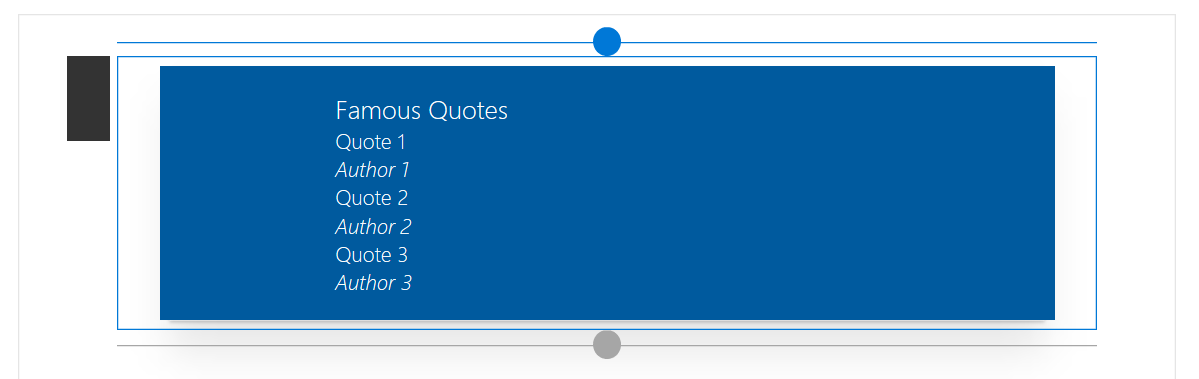 Famous Quotes
Quote 1
Author 1
Quote 2
Author 2
Quote 3
Author 3